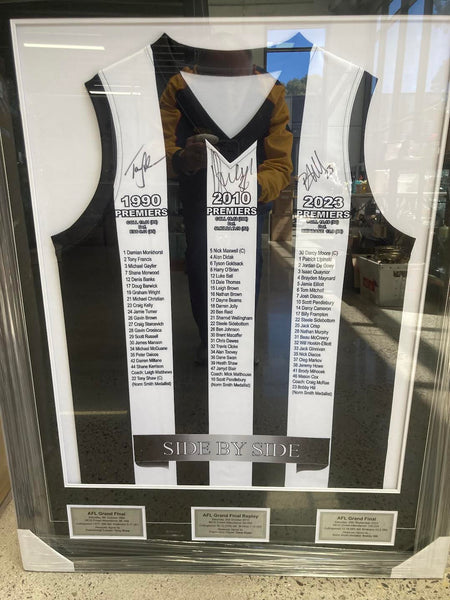 1990
PREMIERS
1 Damian Monkhorst
2 Tony Francis
3 Michael Gayfer
7 Shane Morwood
12 Denis Banks
17 Doug Barwick
19 Graham Wright
21 Michael Christian
23 Craig Kelly
24 Jamie Turner
25 Gavin Brown
27 Craig Starcevich
28 Gavin Crosisca
29 Scott Russell
30 James Manson
34 Michael McGuane
35 Peter Daicos
42 Darren Millane
44 Shane Kerrison
Coach: Leigh Matthews
22 Tony Shaw (C)
(Norm Smith Medallist)
2010
PREMIERS
5 Nick Maxwell (C)
4 Alan Didak
6 Tyson Goldsack
8 Harry O'Brien
12 Luke Ball
13 Dale Thomas
15 Leigh Brown
16 Nathan Brown
17 Dayne Beams
18 Darren Jolly
20 Ben Reid
21 Sharrod Wellingham
22 Steele Sidebottom
26 Ben Johnson
31 Brent Macaffer
31 Chris Dawes
32 Travis Cloke
40 Alan Toovey
36 Dane Swan
39 Heath Shaw
47 Jarryd Blair
Coach: Mick Malthouse
10 Scott Pendlebury
(Norm Smith Medallist)
2023
PREMIERS
30 Darcy Moore (C)
1 Patrick Lipinski
2 Jordan De Goey
3 Isaac Quaynor
4 Brayden Maynard
5 Jamie Elliott
6 Tom Mitchell
7 Josh Daicos
10 Scott Pendlebury
14 Darcy Cameron
20 Billy Frampton
22 Steele Sidebottom
25 Jack Crisp
28 Nathan Murphy
31 Beau McCreery
32 Will Hoskin-Elliott
33 Jack Ginnivan
35 Nick Daicos
37 Oleg Markov
38 Jeremy Howe
41 Brody Mihocek
46 Mason Cox
Coach: Craig McRae
23 Bobby Hill
(Norm Smith Medallist)
SIDE BY SIDE
AFL Grand Final
AFL Grand Final Replay
AFL Grand Final